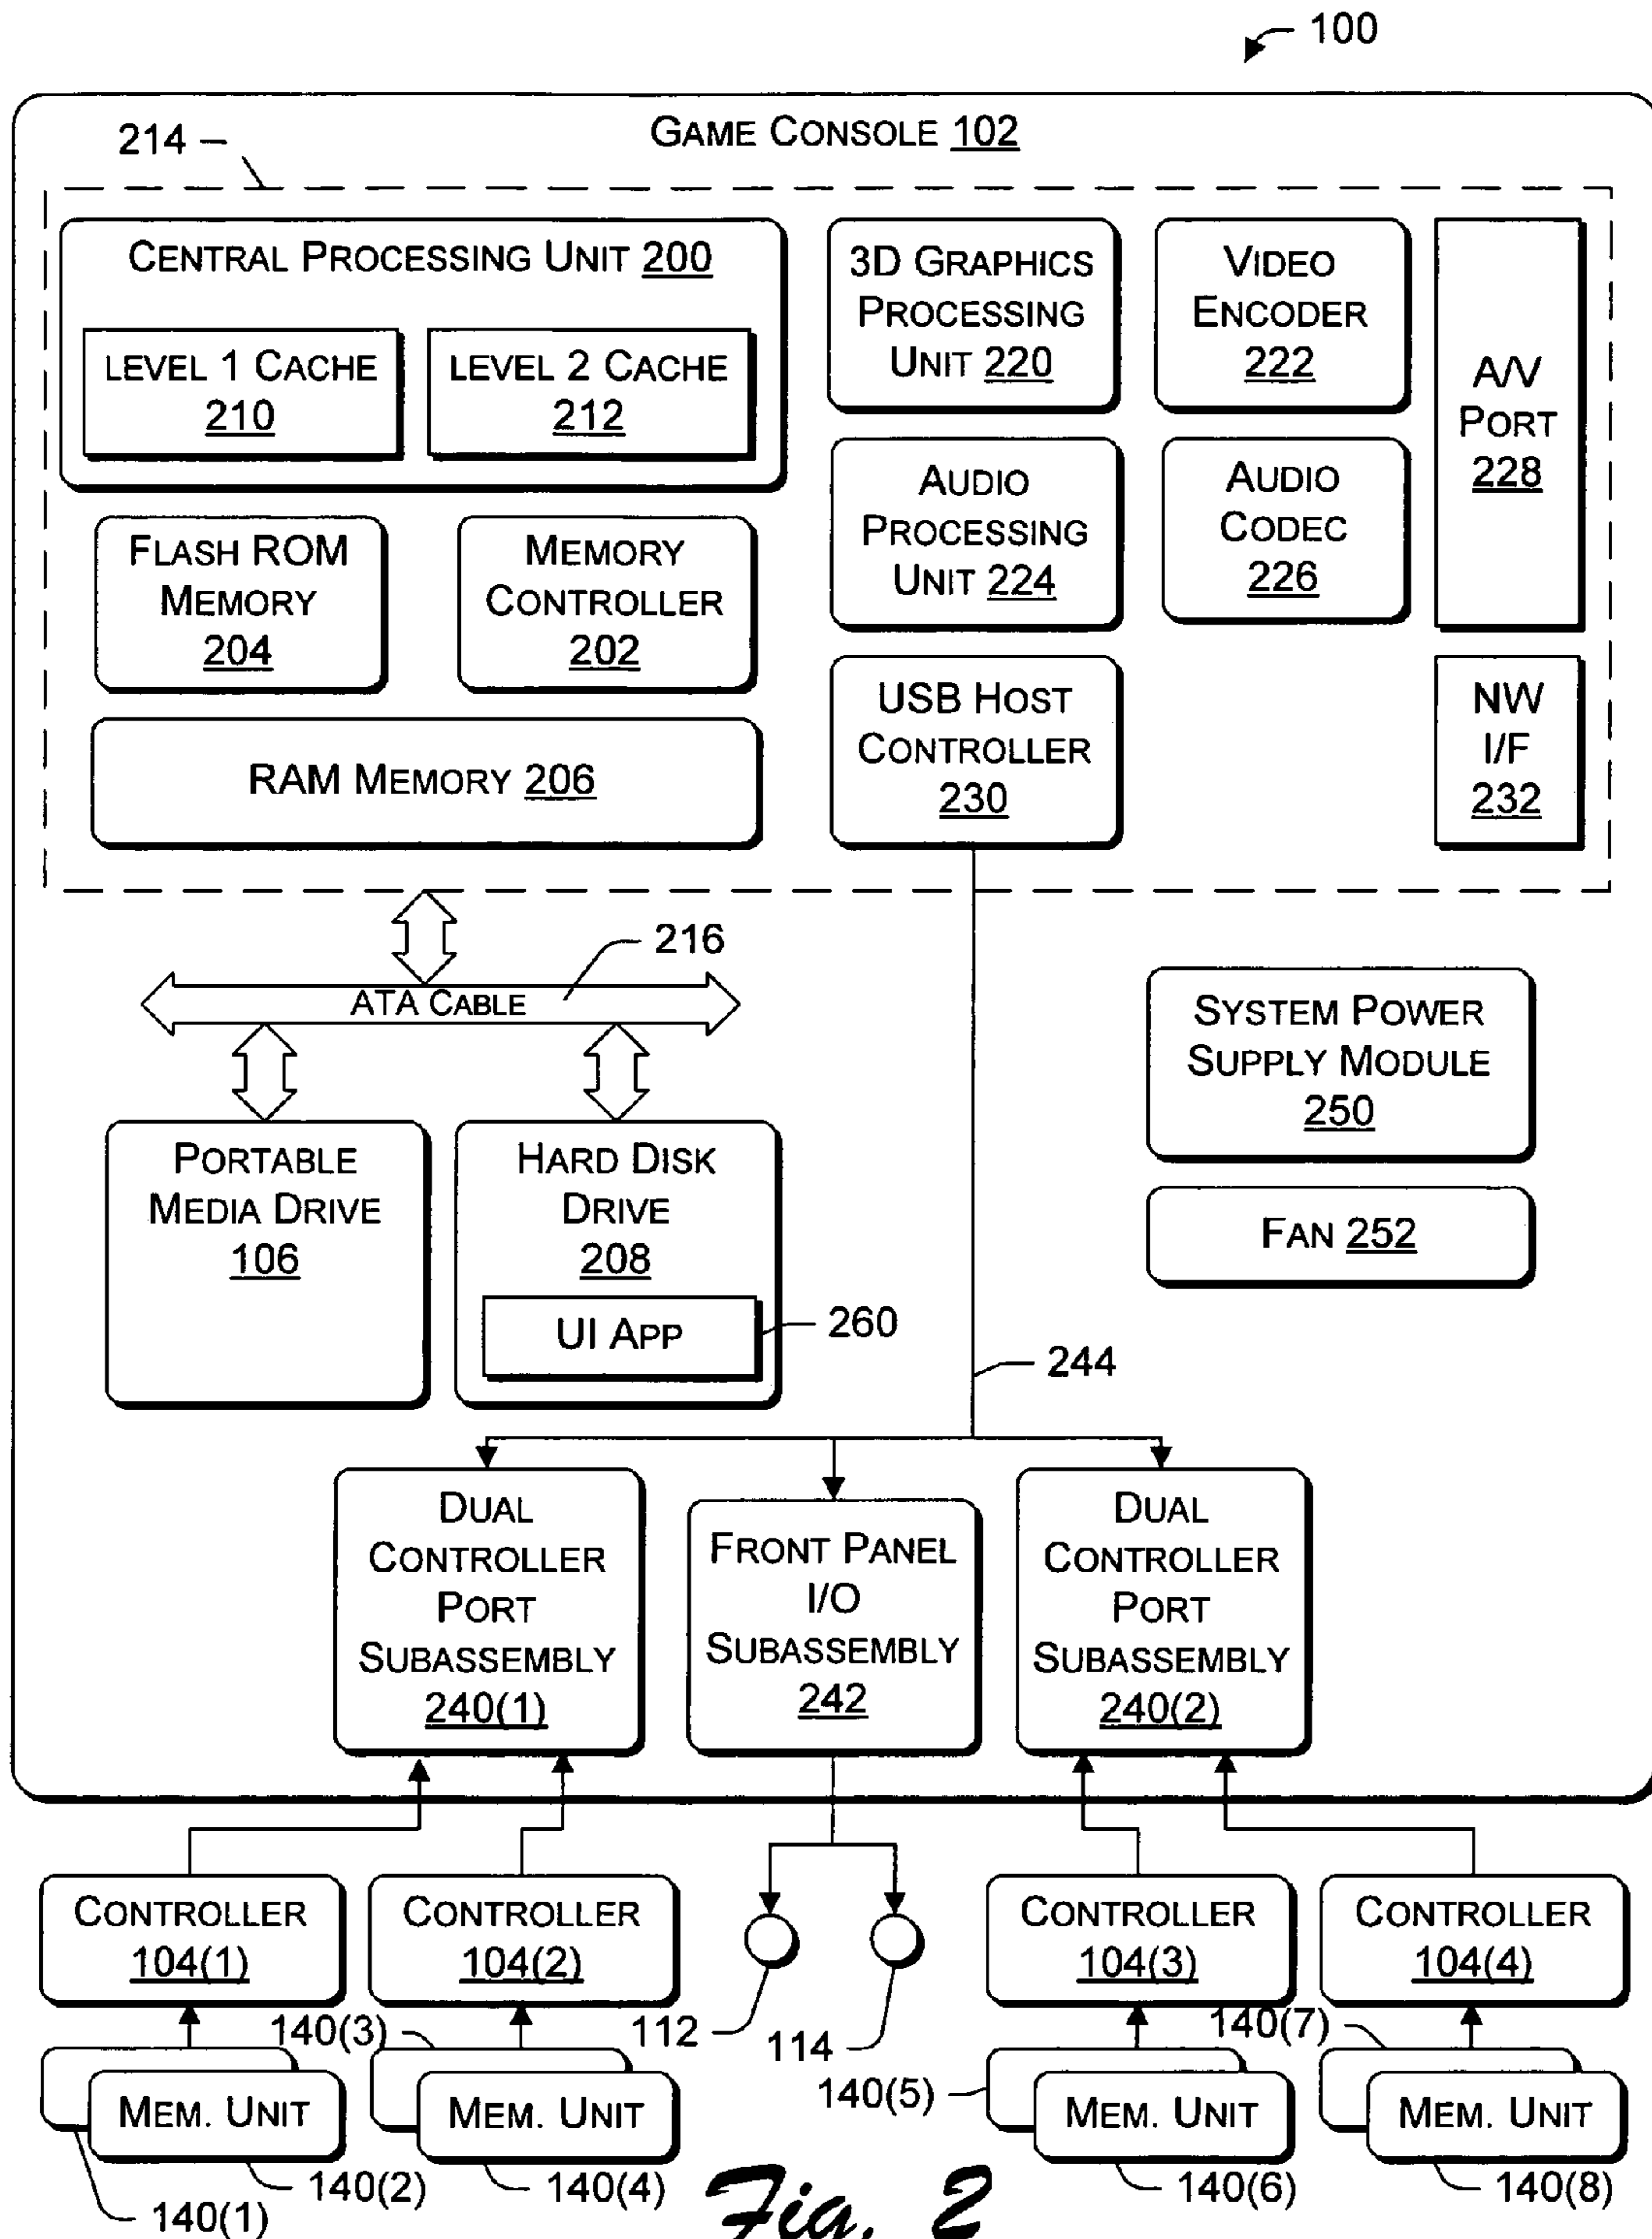 100
GAME CONSOLE 102
214
CENTRAL PROCESSING UNIT 200
LEVEL 1 CACHE
210
LEVEL 2 CACHE
212
3D GRAPHICS
PROCESSING
UNIT 220
VIDEO
ENCODER
222
A/V
PORT
228
FLASH ROM
MEMORY
204
MEMORY
CONTROLLER
202
AUDIO
PROCESSING
UNIT 224
AUDIO
CODEC
226
RAM MEMORY 206
USB HOST
CONTROLLER
230
NW
I/F
232
216
ATA CABLE
SYSTEM POWER
SUPPLY MODULE
250
PORTABLE
MEDIA DRIVE
106
HARD DISK
DRIVE
208
UI APP
260
FAN 252
244
DUAL
CONTROLLER
PORT
SUBASSEMBLY
240(1)
FRONT PANEL
I/O
SUBASSEMBLY
242
DUAL
CONTROLLER
PORT
SUBASSEMBLY
240(2)
CONTROLLER
104(1)
CONTROLLER
104(2)
CONTROLLER
104(3)
CONTROLLER
104(4)
140(3)
112
114
140(7)
140(5)
MEM. UNIT
MEM. UNIT
MEM. UNIT
MEM. UNIT
140(1)
140(2)
140(4)
140(6)
140(8)
Fig. 2